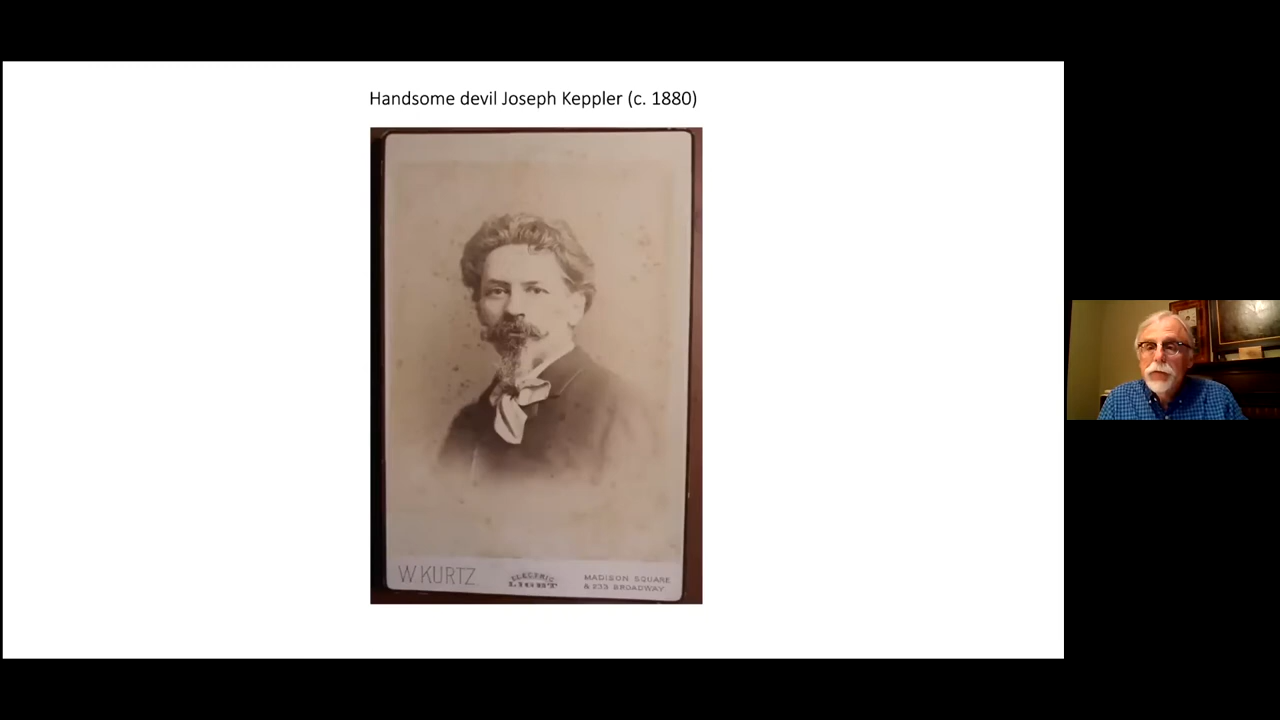 Handsome devil Joseph Keppler (c. 1880)
W. KURTZ
ELECTRIC
LIGHT
MADISON SQUARE
& 233 BROADWAY